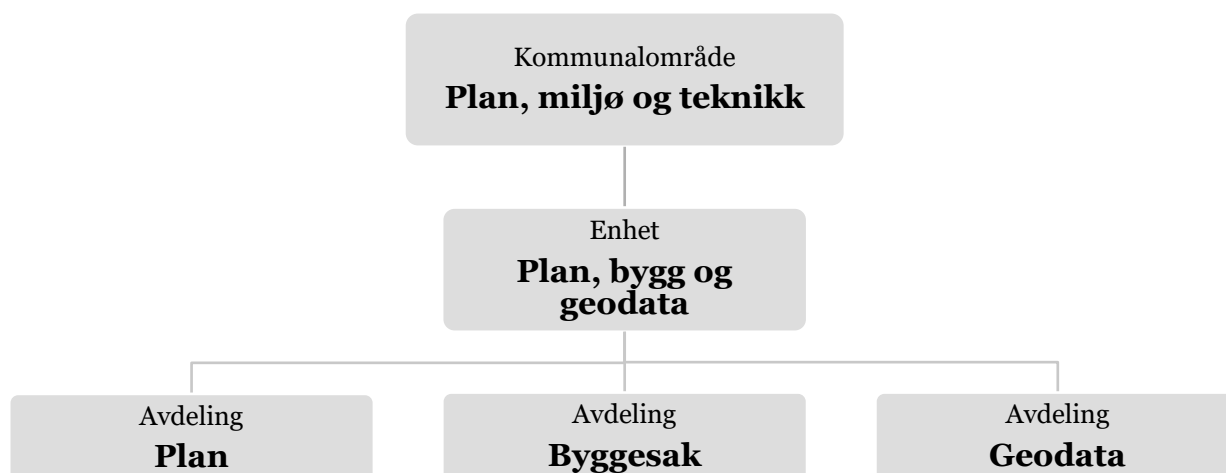 Kommunalområde
Plan, miljø og teknikk
Enhet
Plan, bygg og
geodata
Avdeling
Plan
Avdeling
Byggesak
Avdeling
Geodata